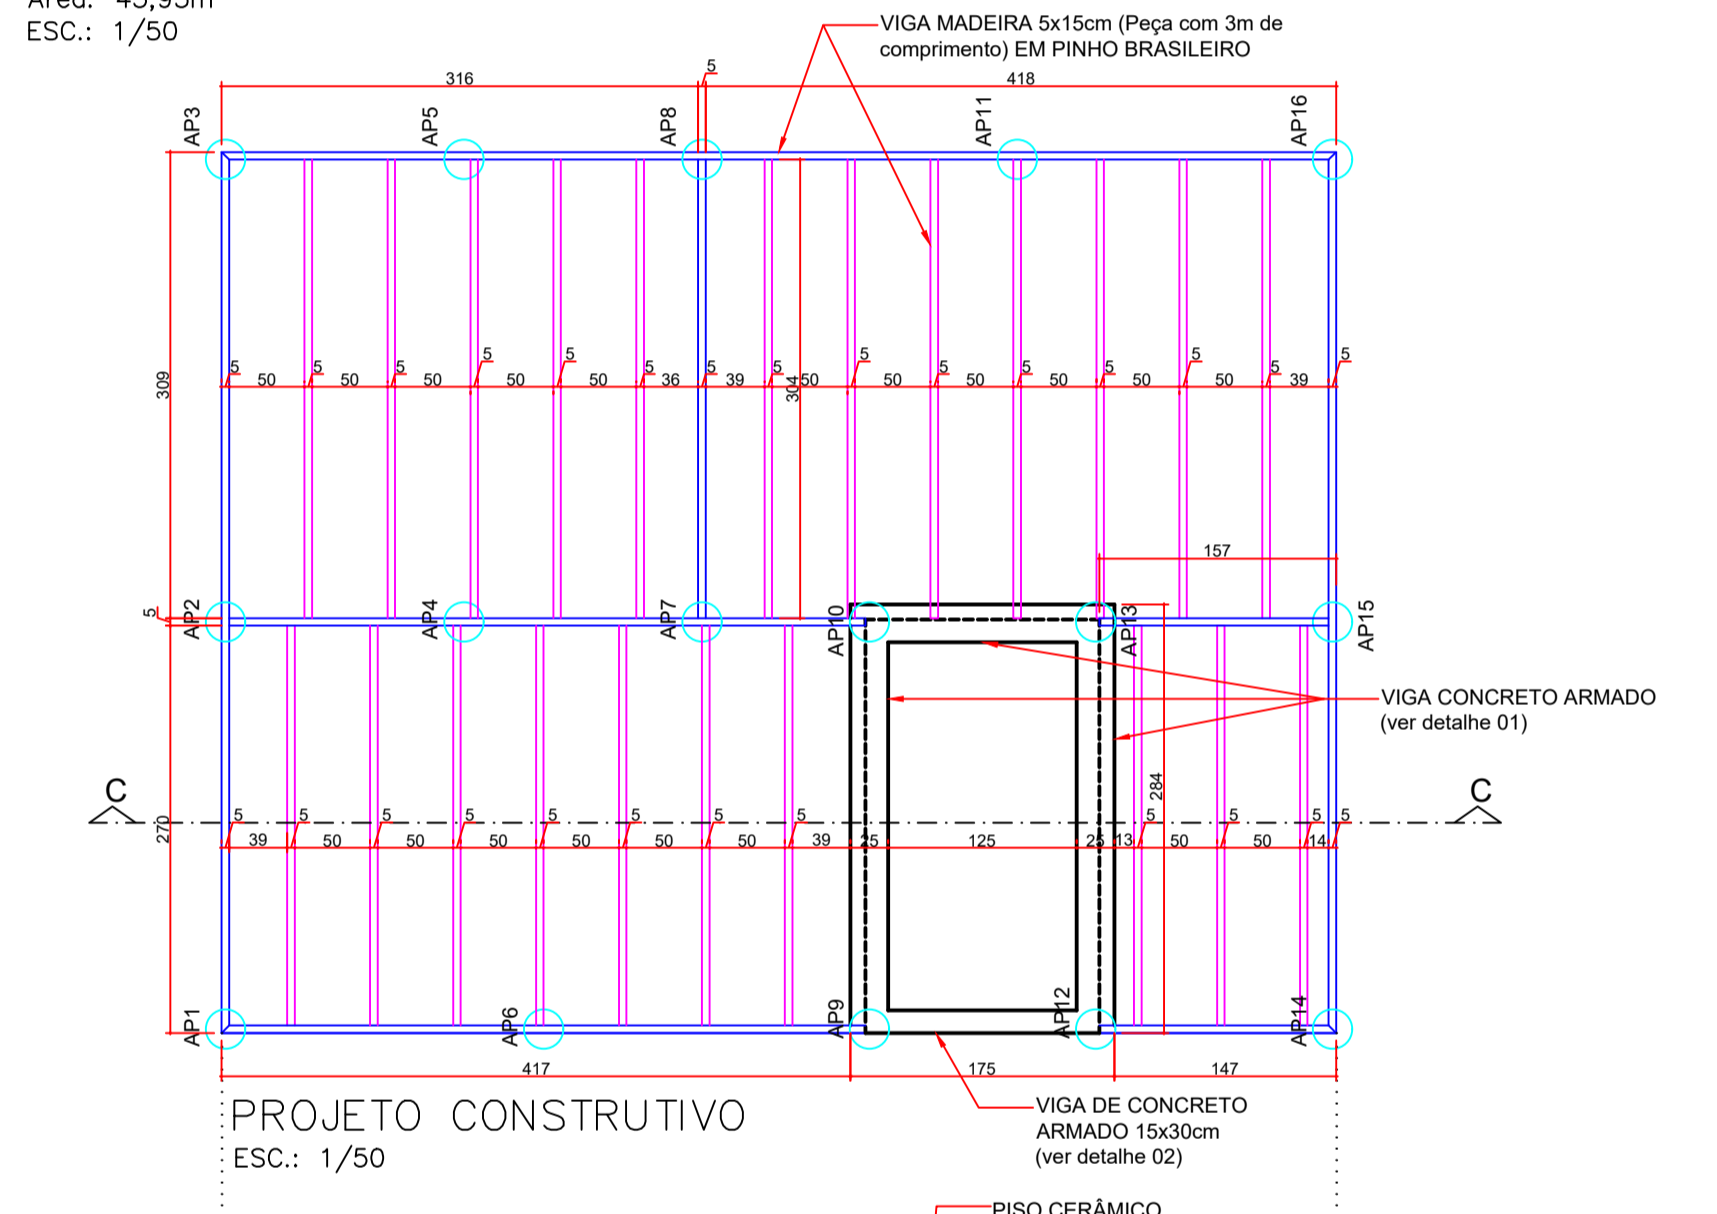 Área: 43,93m²
ESC.: 1/50
VIGA MADEIRA 5x15cm (Peça com 3m de
comprimento) EM PINHO BRASILEIRO
316
5
418
AP3
AP5
AP8
AP11
AP16
309
304
5 50 5 50 5 50 5 50 5 50 5 36 5 39 5 50 5 50 5 50 5 50 5 50 5 50 5 39 5
157
5
AP2
AP4
AP7
AP10
AP13
AP15
VIGA CONCRETO ARMADO
(ver detalhe 01)
C
C
270
284
5 39 5 50 5 50 5 50 5 50 5 50 5 50 5 39 25 125 25 13 5 50 5 50 5 14 5
AP1
AP6
AP9
AP12
AP14
417
175
147
PROJETO CONSTRUTIVO
ESC.: 1/50
VIGA DE CONCRETO
ARMADO 15x30cm
(ver detalhe 02)
PISO CERÂMICO